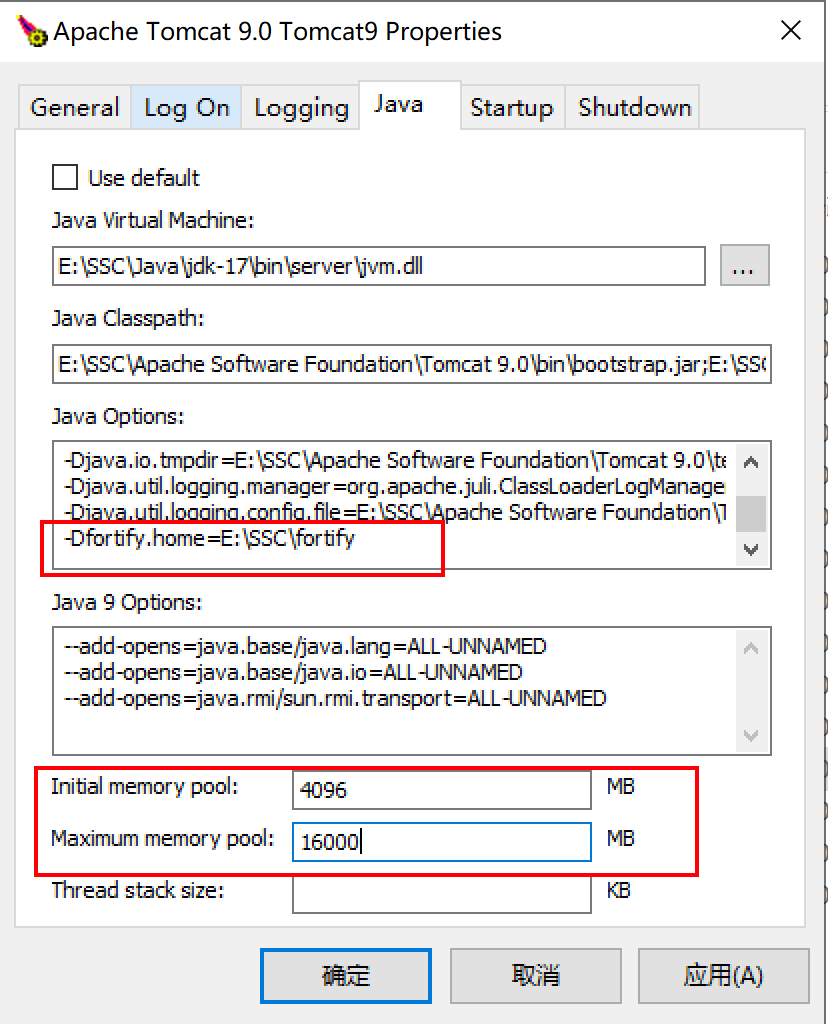 Apache Tomcat 9.0 Tomcat9 Properties
General Log On Logging Java Startup Shutdown
Use default
Java Virtual Machine:
E:\SSC\Java\jdk-17\bin\server\jvm.dll
...
Java Classpath:
E:\SSC\Apache Software Foundation\Tomcat 9.0\bin\bootstrap.jar;E:\SSC
Java Options:
-Djava.io.tmpdir=E:\SSC\Apache Software Foundation\Tomcat 9.0\te
-Djava.util.logging.manager=org.apache.juli.ClassLoaderLogManager
-Djava.util.logging.config.file=E:\SSC\Apache Software Foundation\T
-Dfortify.home=E:\SSC\fortify
Java 9 Options:
--add-opens=java.base/java.lang=ALL-UNNAMED
--add-opens=java.base/java.io=ALL-UNNAMED
--add-opens=java.rmi/sun.rmi.transport=ALL-UNNAMED
Initial memory pool: 4096 MB
Maximum memory pool: 16000 MB
Thread stack size: KB
确定 取消 应用(A)